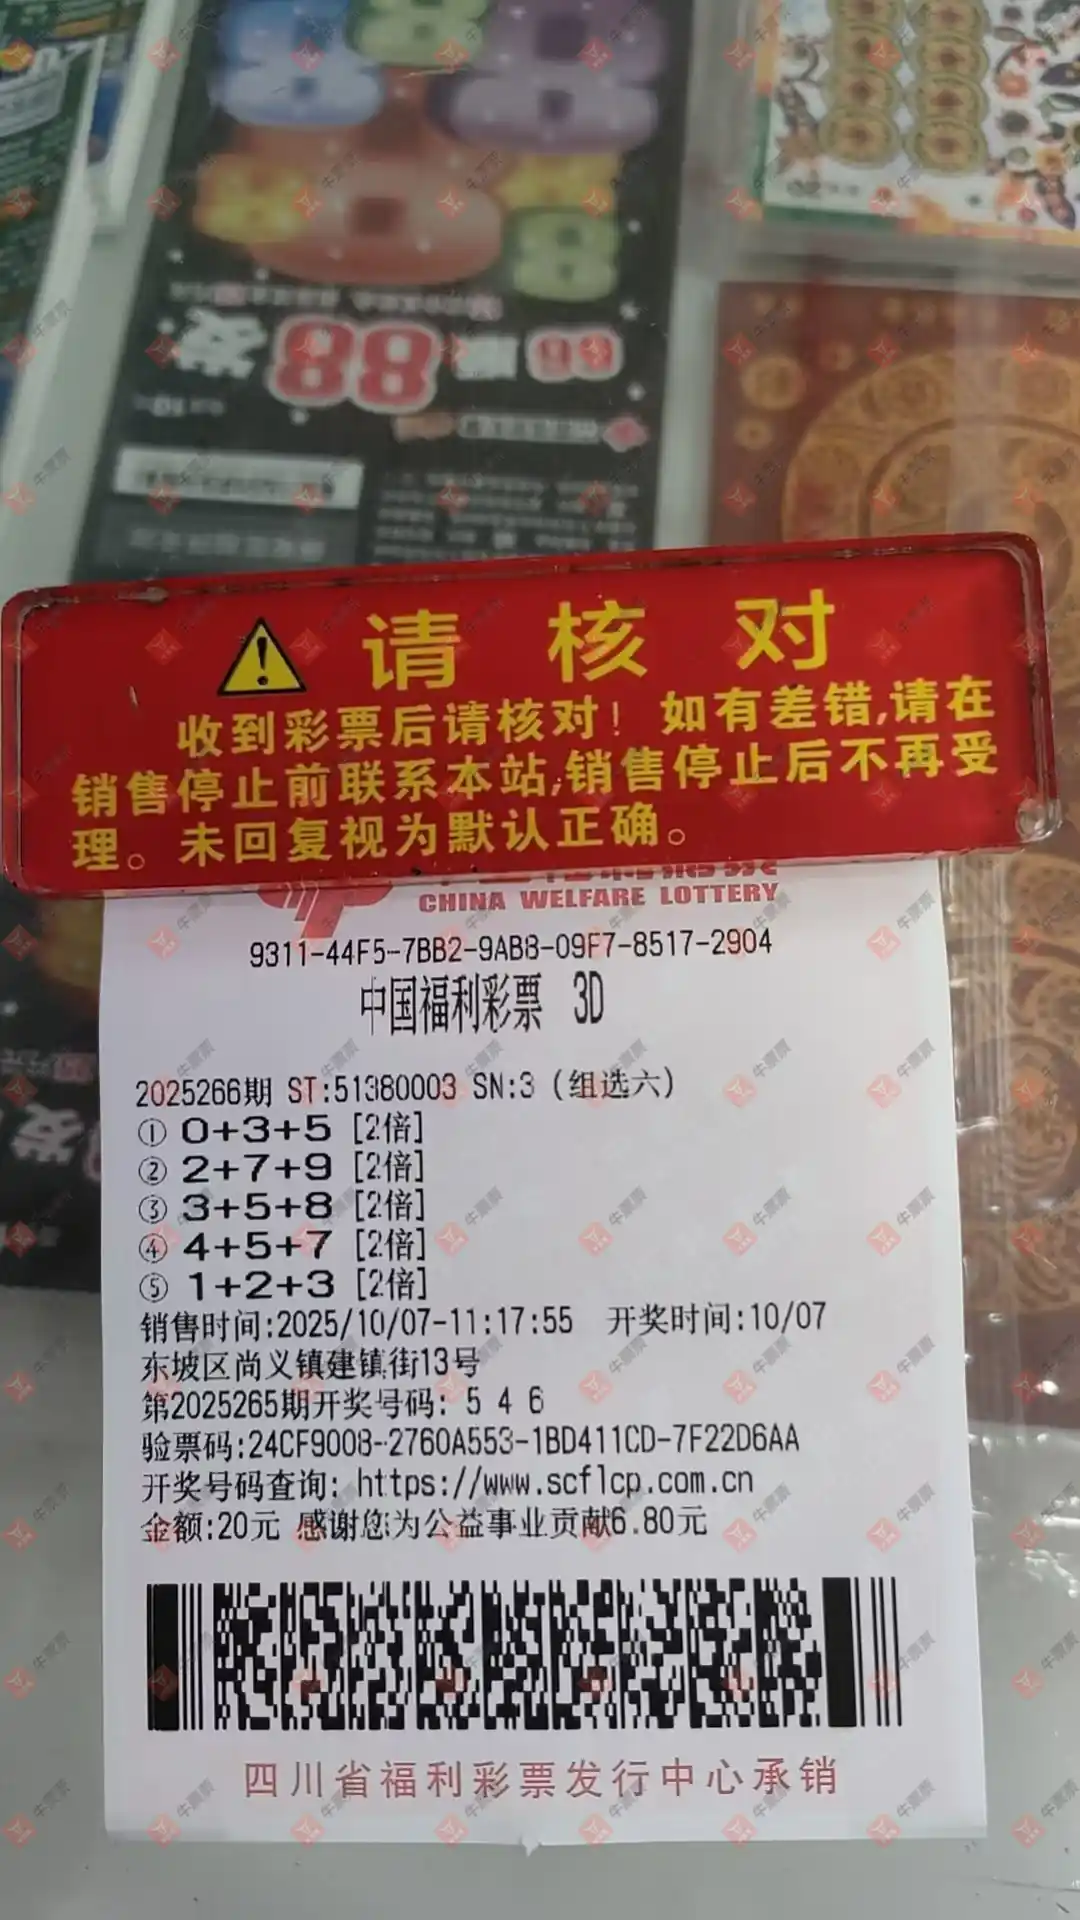 88发
请核对
收到彩票后请核对！如有差错,请在
销售停止前联系本站,销售停止后不再受
理。未回复视为默认正确。
CHINA WELFARE LOTTERY
9311-44F5-7BB2-9AB8-09F7-8517-2904
中国福利彩票 3D
2025266期 ST:51380003 SN:3 (组选六)
① 0+3+5 [2倍]
② 2+7+9 [2倍]
③ 3+5+8 [2倍]
④ 4+5+7 [2倍]
⑤ 1+2+3 [2倍]
销售时间:2025/10/07-11:17:55 开奖时间:10/07
东坡区尚义镇建镇街13号
第2025265期开奖号码: 5 4 6
验票码:24CF9008-2760A553-1BD411CD-7F22D6AA
开奖号码查询: https://www.scflcp.com.cn
金额:20元 感谢您为公益事业贡献6.80元
四川省福利彩票发行中心承销
牛票票